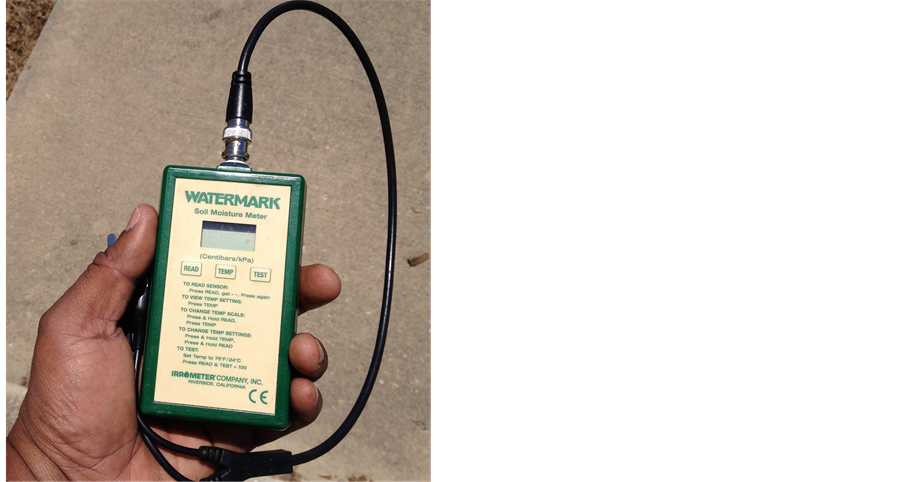 WATERMARK
Soil Moisture Meter
(Centibars/kPa)
READ TEMP TEST
TO READ SENSOR:
Press READ, get - -, Press again
TO VIEW TEMP SETTING:
Press TEMP
TO CHANGE TEMP SCALE:
Press & Hold READ,
Press TEMP
TO CHANGE TEMP SETTINGS:
Press & Hold TEMP,
Press & Hold READ
TO TEST:
Set Temp to 75°F/24°C
Press READ & TEST = 100
IRROMETER COMPANY, INC.
RIVERSIDE, CALIFORNIA
CE